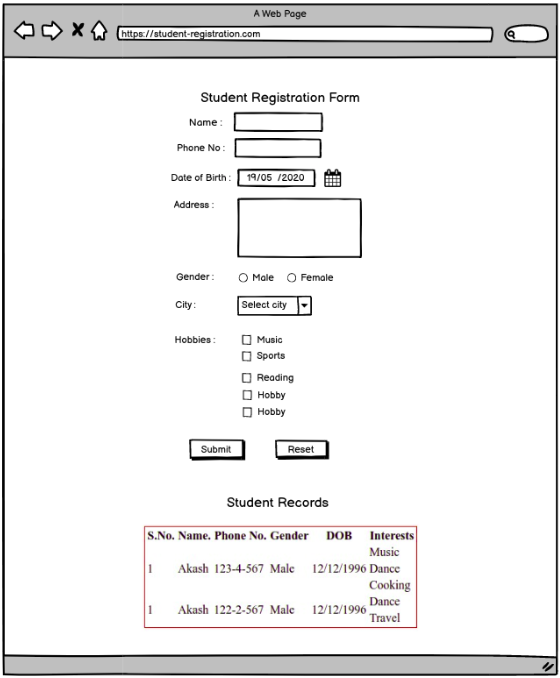 A Web Page
https://student-registration.com
Student Registration Form
Name :
Phone No :
Date of Birth : 19/05 /2020
Address :
Gender : Male Female
City : Select city
Hobbies : Music
Sports
Reading
Hobby
Hobby
Submit Reset
Student Records
S.No. Name. Phone No. Gender DOB Interests
Music
1 Akash 123-4-567 Male 12/12/1996 Dance
Cooking
1 Akash 122-2-567 Male 12/12/1996 Dance
Travel